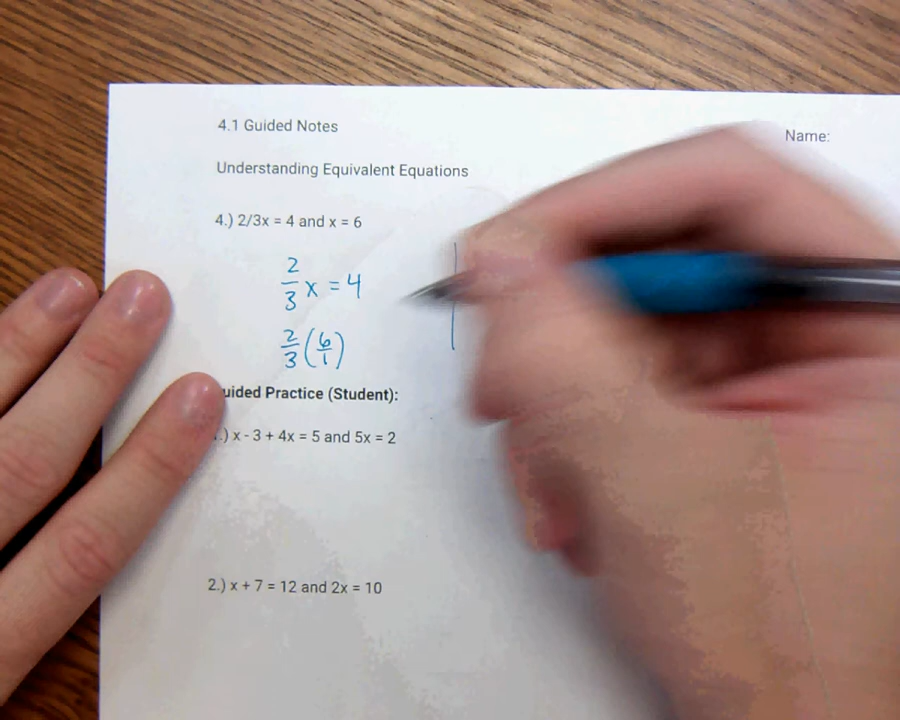 4.1 Guided Notes
Name:
Understanding Equivalent Equations
4.) 2/3x = 4 and x = 6
2/3 x = 4
2/3 (6/1)
uided Practice (Student):
.) x - 3 + 4x = 5 and 5x = 2
2.) x + 7 = 12 and 2x = 10